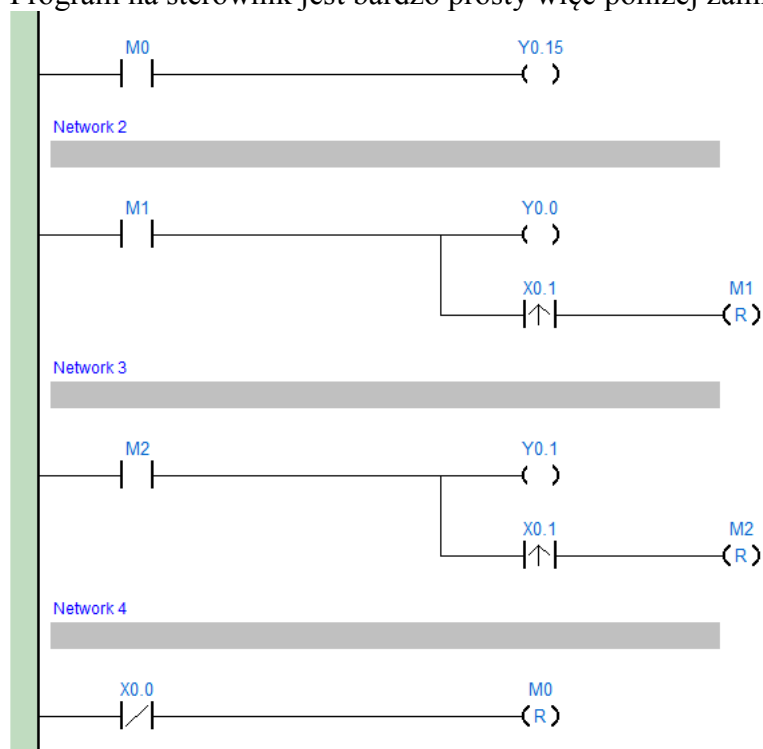 Program na sterownik jest bardzo prosty więc poniżej
M0 Y0.15
Network 2
M1 Y0.0
X0.1 M1
R
Network 3
M2 Y0.1
X0.1 M2
R
Network 4
X0.0 M0
R